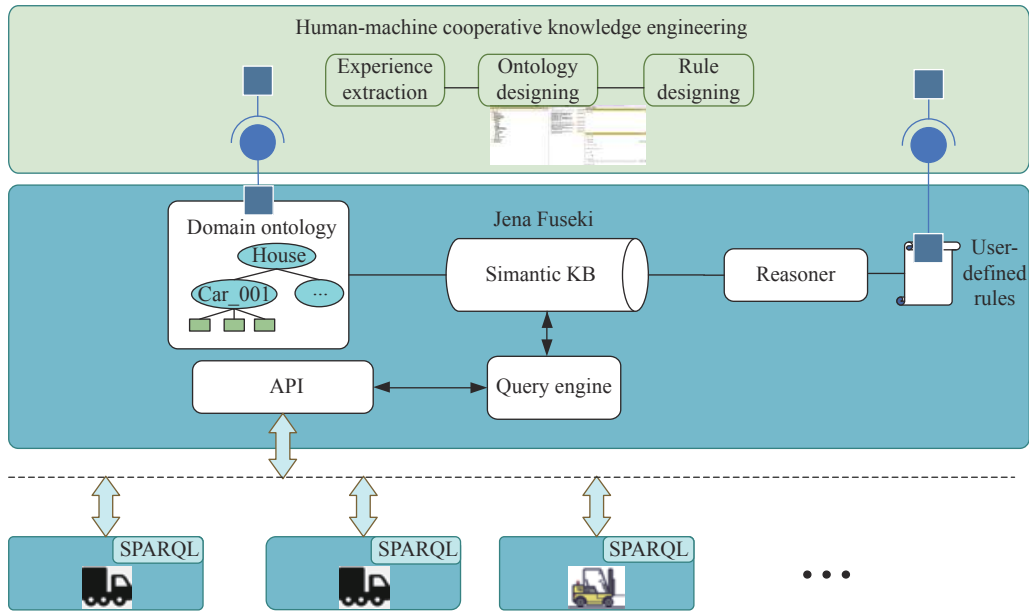 Human-machine cooperative knowledge engineering
Experience
extraction
Ontology
designing
Rule
designing
Domain ontology
House
Car_001
...
Jena Fuseki
Simantic KB
Reasoner
User-
defined
rules
API
Query engine
SPARQL
SPARQL
SPARQL